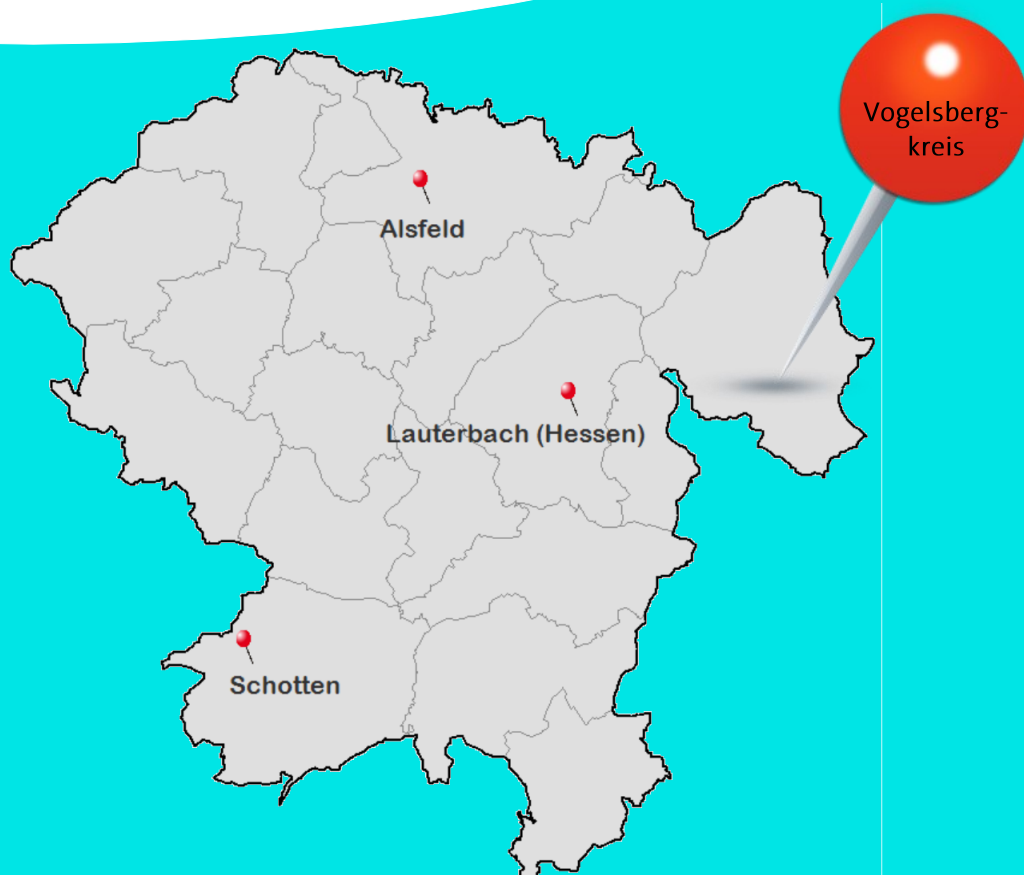 Vogelsberg-
kreis
Alsfeld
Lauterbach (Hessen)
Schotten